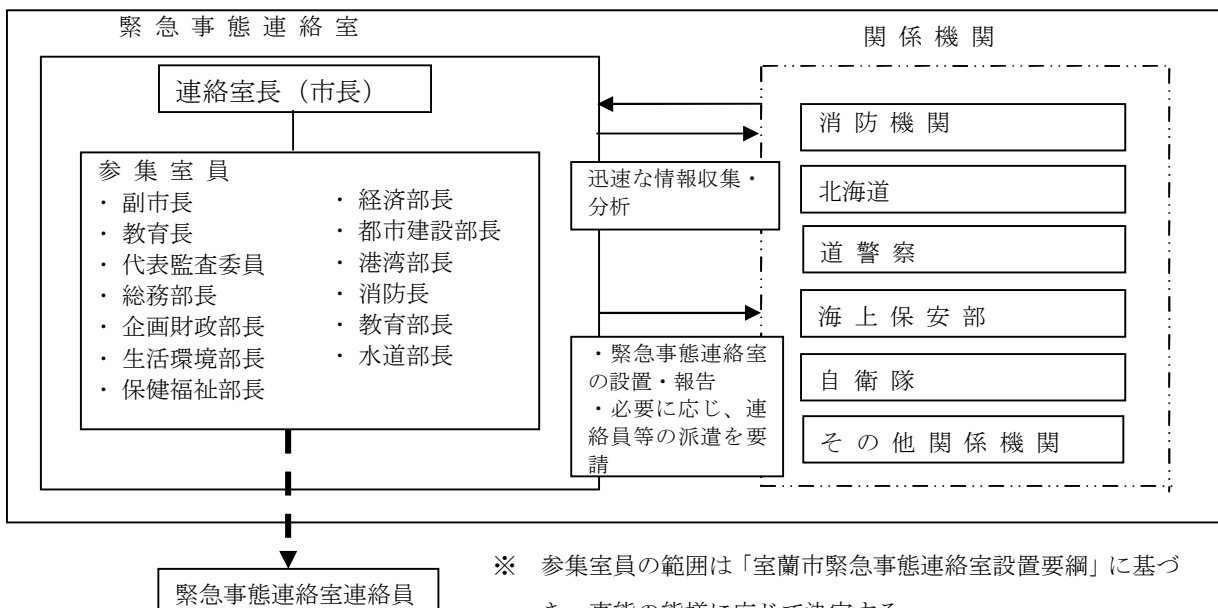 緊急事態連絡室
連絡室長（市長）
参集室員
・ 副市長
・ 教育長
・ 代表監査委員
・ 総務部長
・ 企画財政部長
・ 生活環境部長
・ 保健福祉部長
・ 経済部長
・ 都市建設部長
・ 港湾部長
・ 消防長
・ 教育部長
・ 水道部長
迅速な情報収集・
分析
・緊急事態連絡室
の設置・報告
・必要に応じ、連
絡員等の派遣を要
請
関係機関
消防機関
北海道
道警察
海上保安部
自衛隊
その他関係機関
緊急事態連絡室連絡員
※ 参集室員の範囲は「室蘭市緊急事態連絡室設置要綱」に基づ
き、事態の態様に応じて決定する